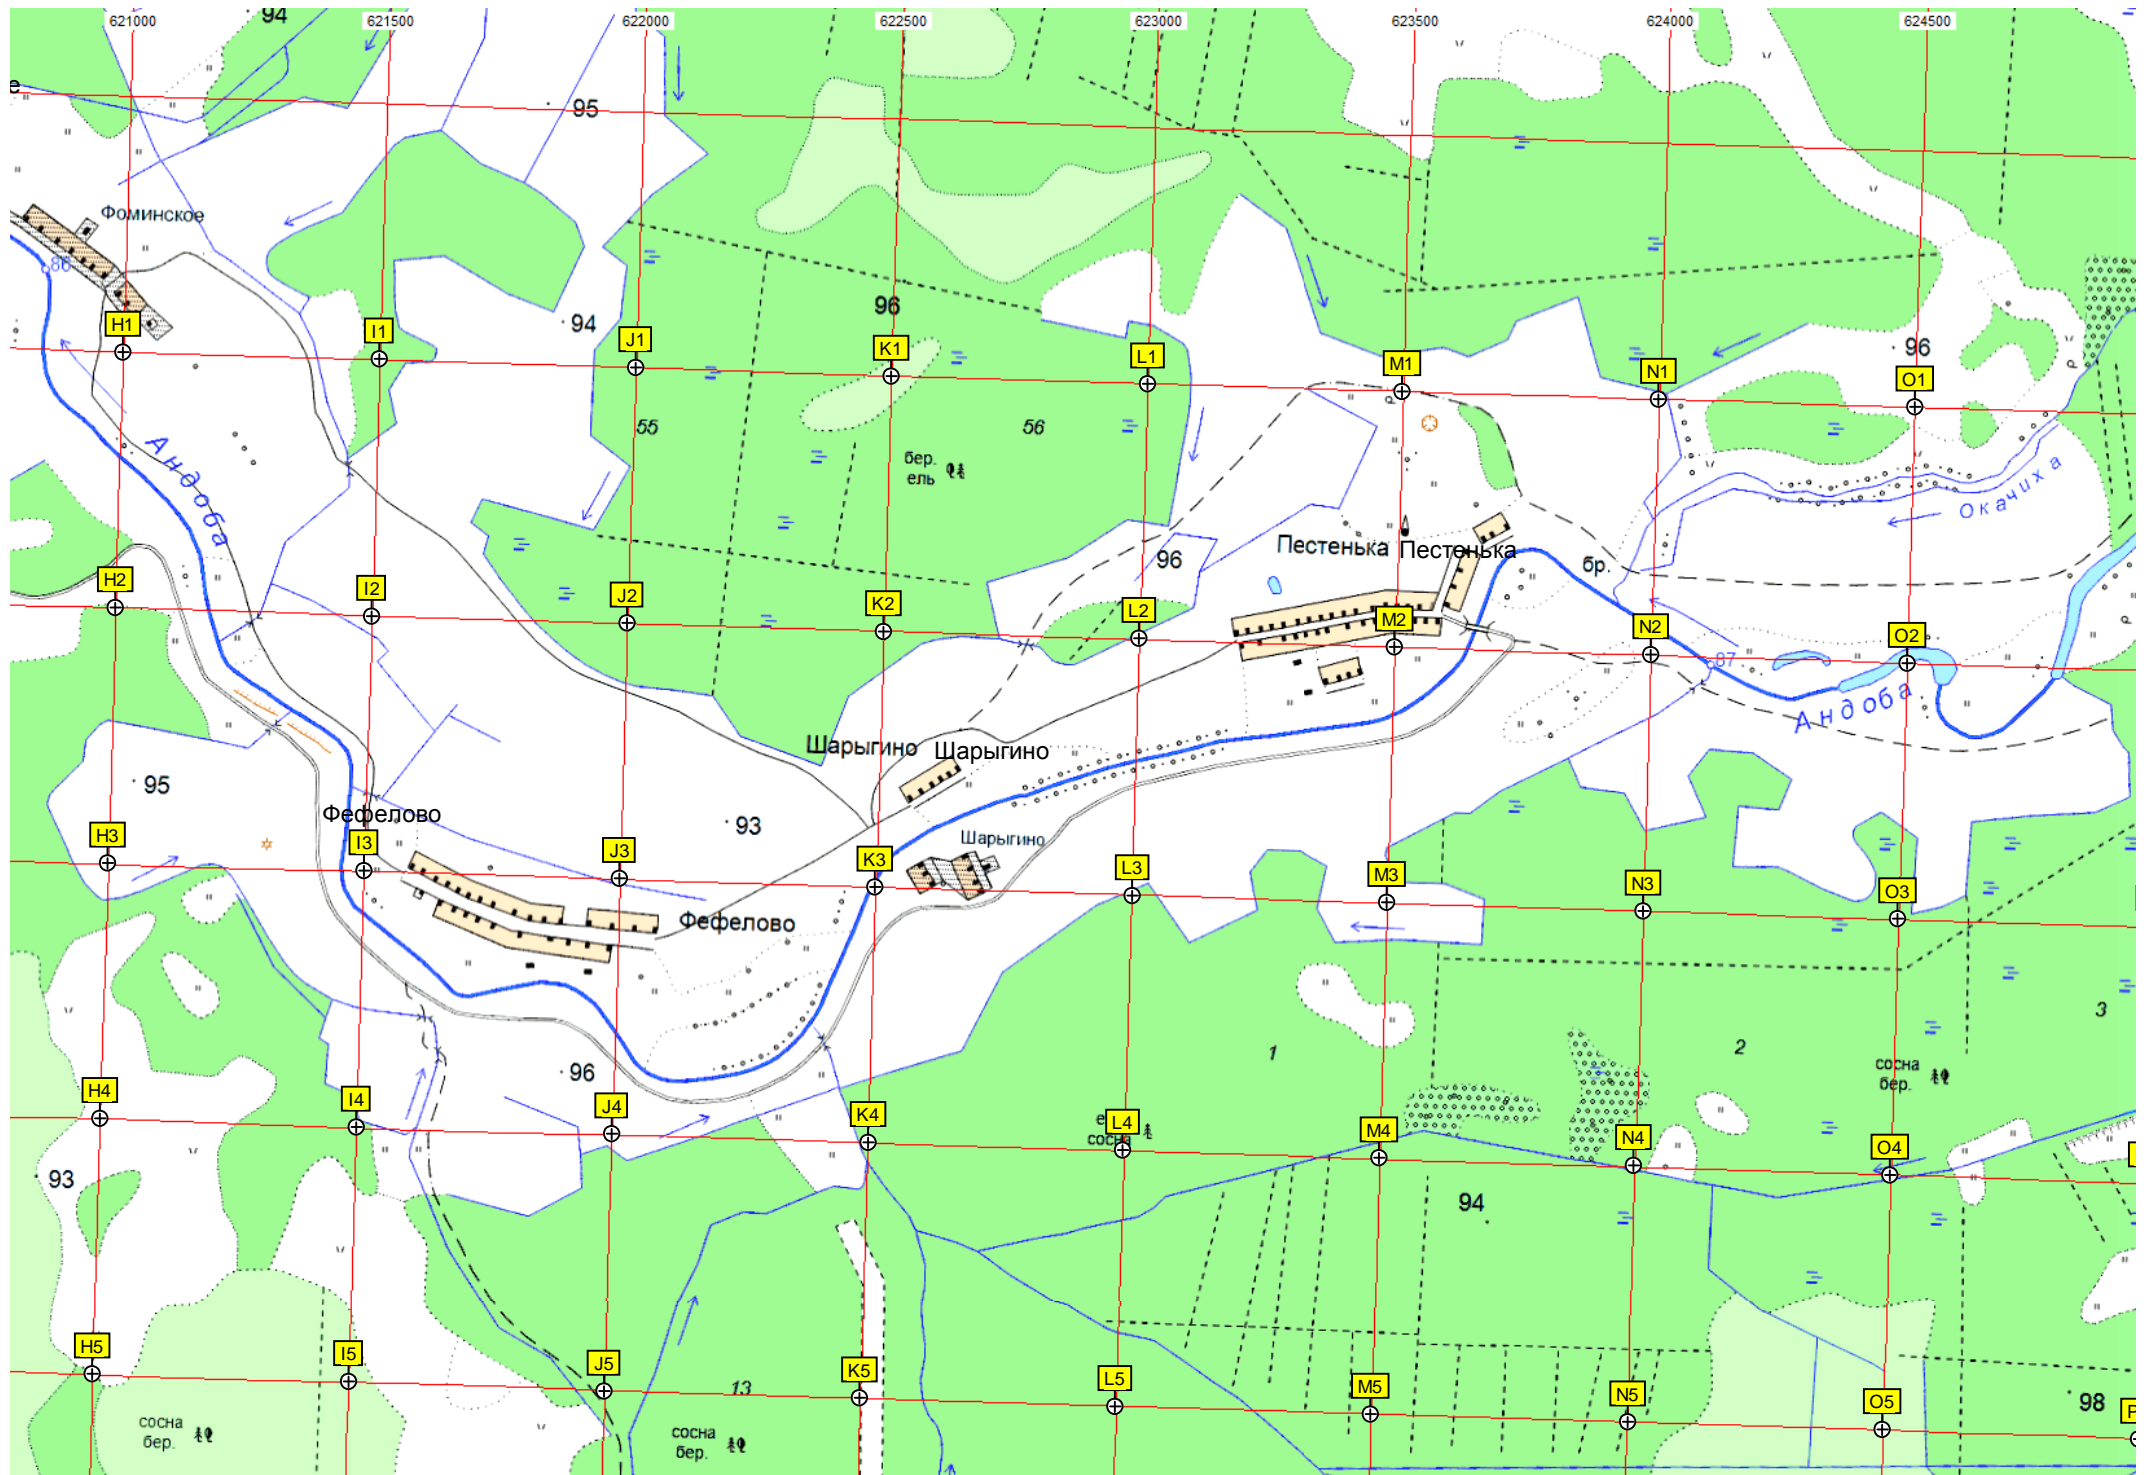 621000 621500 622000 622500 623000 623500 624000 624500
94
е
95
Фоминское
86
H1 I1 J1 K1 L1 M1 N1 O1
94
96
96
55
56
бер.
ель
Андоба
Окачиха
96
Пестенька Пестенька
бр.
H2 I2 J2 K2 L2 M2 N2 O2
87
Андоба
Шарыгино Шарыгино
95
Фефелово
93
Шарыгино
H3 I3 J3 K3 L3 M3 N3 O3
Фефелово
1
2
3
96
сосна
бер.
H4 I4 J4 K4 L4 M4 N4 O4
сосна
93
94
H5 I5 J5 K5 L5 M5 N5 O5
13
98
P
сосна
бер.
сосна
бер.